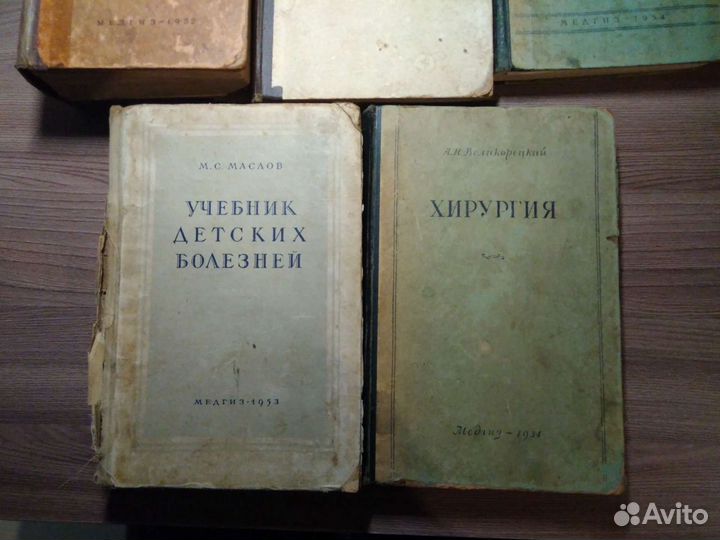 МЕДГИЗ-1952
МЕДГИЗ-1954
М.С. МАСЛОВ
УЧЕБНИК
ДЕТСКИХ
БОЛЕЗНЕЙ
МЕДГИЗ-1953
А.Н. Великорецкий
ХИРУРГИЯ
Медгиз-1951
Avito